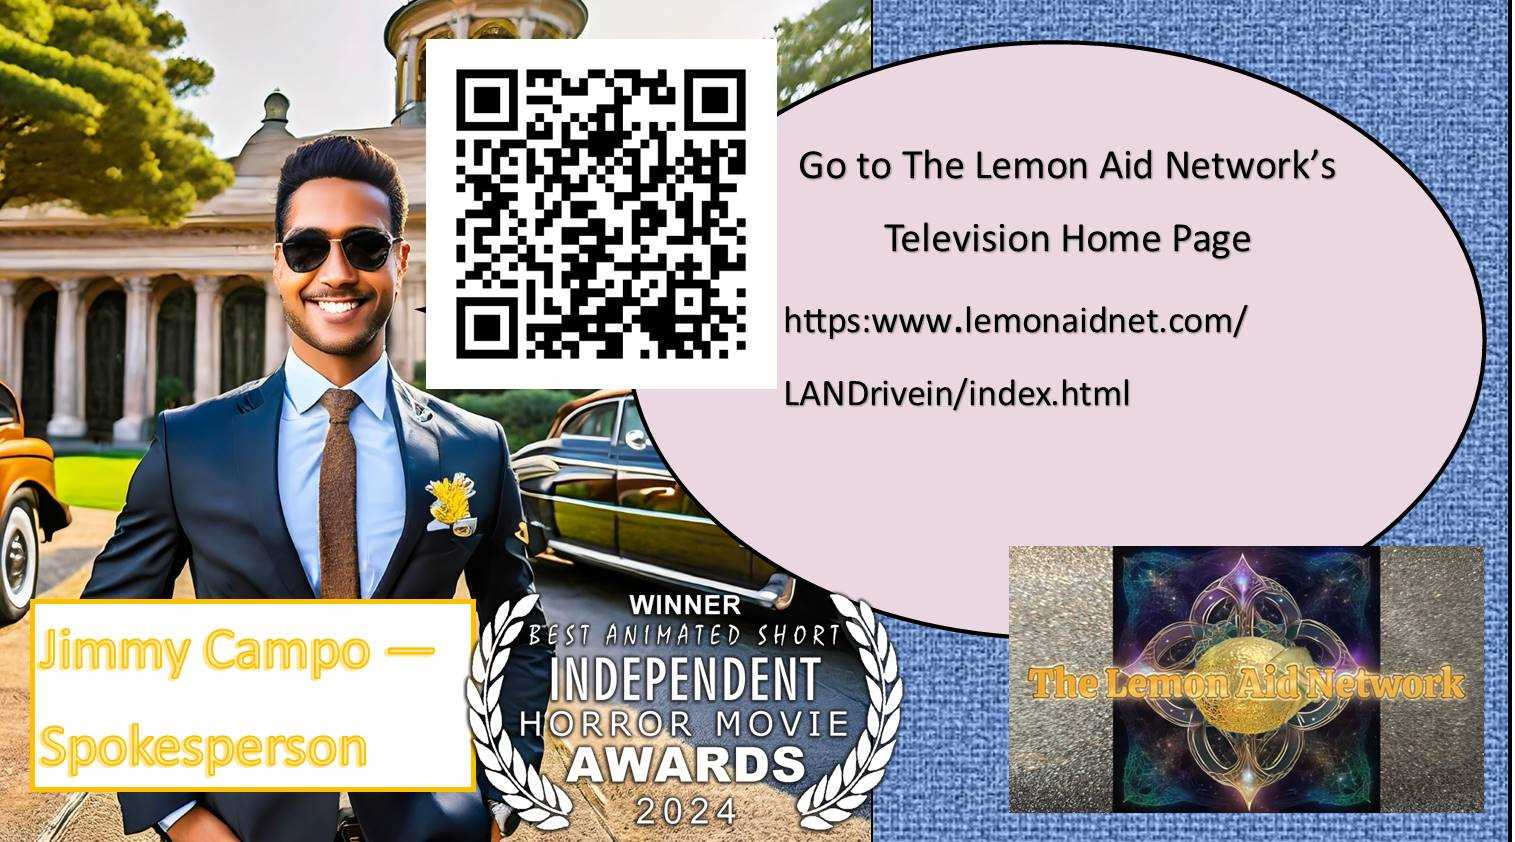 Go to The Lemon Aid Network’s
Television Home Page
https:www.lemonaidnet.com/
LANDrivein/index.html
Jimmy Campo —
Spokesperson
WINNER
BEST ANIMATED SHORT
INDEPENDENT
HORROR MOVIE
AWARDS
2024
The Lemon Aid Network